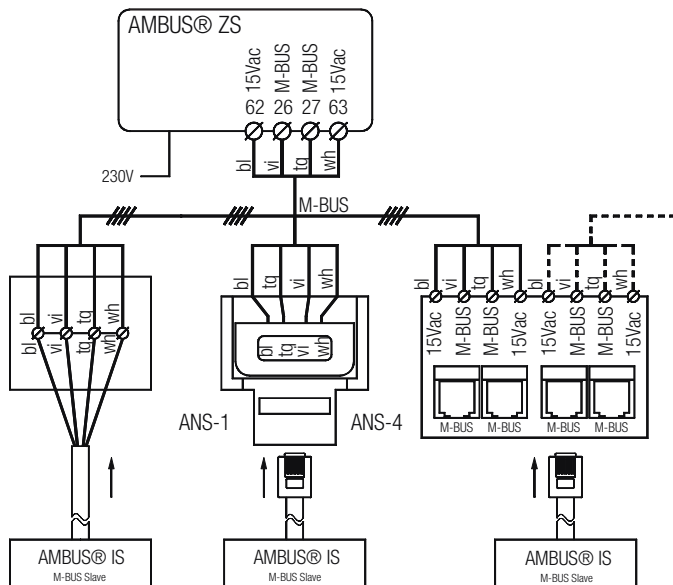 AMBUS® ZS
15Vac M-BUS M-BUS 15Vac
62 26 27 63
bl vi tq wh
230V
M-BUS
bl vi tq wh
bl vi tq wh
bl tq vi wh
bl tq vi wh
bl vi tq wh bl vi tq wh
15Vac M-BUS M-BUS 15Vac 15Vac M-BUS M-BUS 15Vac
M-BUS M-BUS M-BUS M-BUS
ANS-1 ANS-4
AMBUS® IS
M-BUS Slave
AMBUS® IS
M-BUS Slave
AMBUS® IS
M-BUS Slave